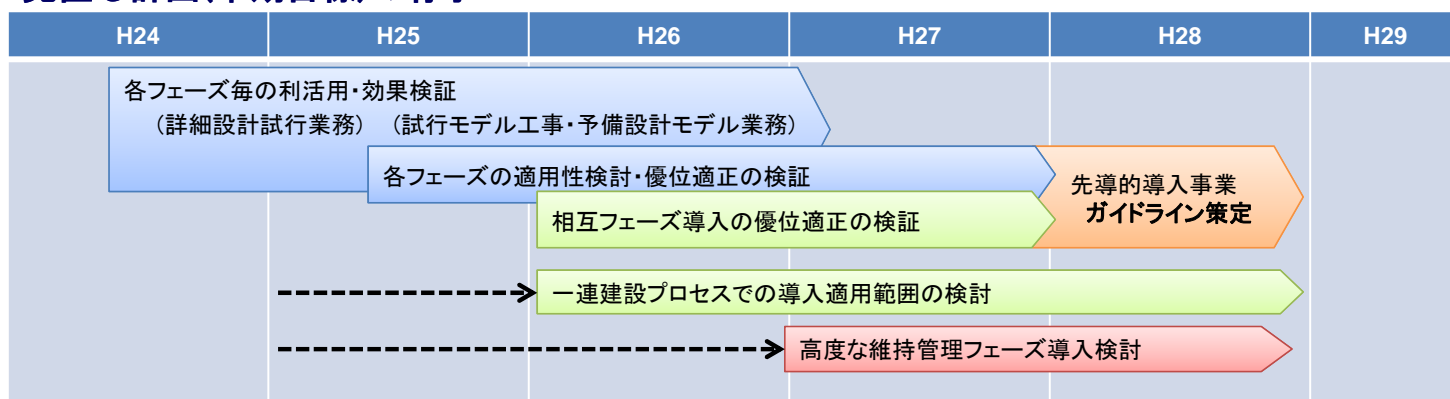 H24 H25 H26 H27 H28 H29
各フェーズ毎の利活用・効果検証
（詳細設計試行業務） （試行モデル工事・予備設計モデル業務）
各フェーズの適用性検討・優位適正の検証
先導的導入事業
ガイドライン策定
相互フェーズ導入の優位適正の検証
一連建設プロセスでの導入適用範囲の検討
高度な維持管理フェーズ導入検討